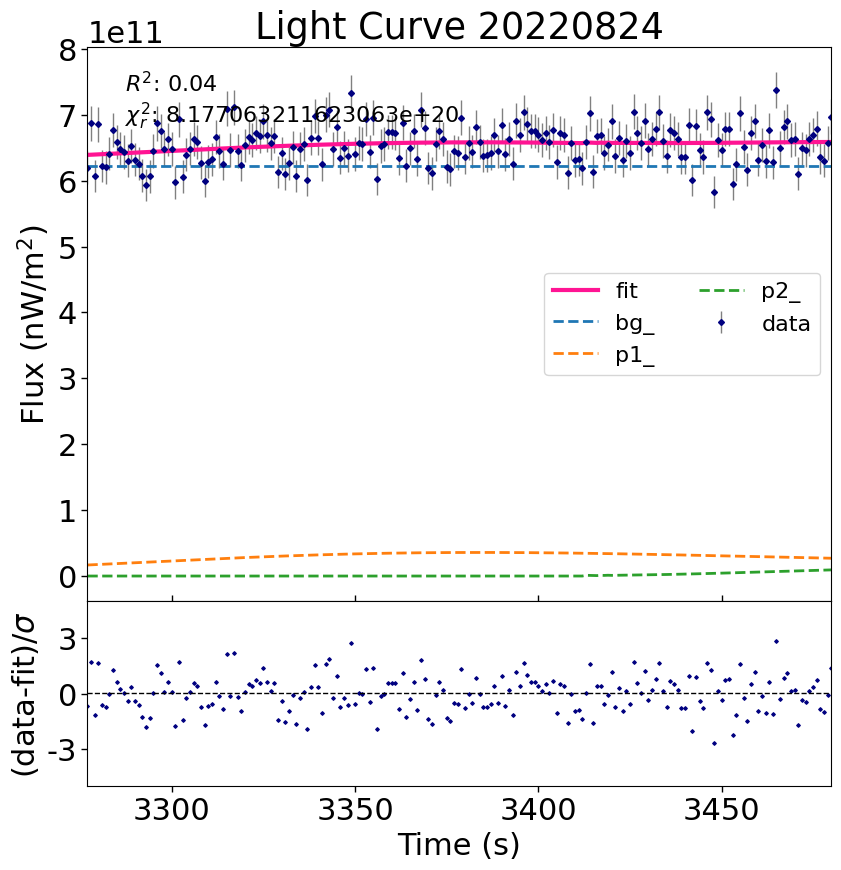 Light Curve 20220824
1e11
R²: 0.04
χ²ᵣ: 8.177063211623063e+20
8
7
6
5
4
3
2
1
0
Flux (nW/m²)
fit
bg_
p1_
p2_
data
3
0
-3
(data-fit)/σ
3300 3350 3400 3450
Time (s)